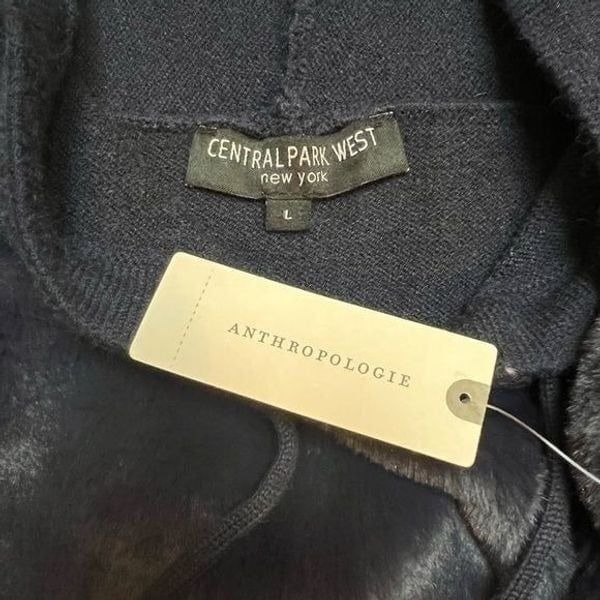 CENTRAL PARK WEST
new york
L
ANTHROPOLOGIE